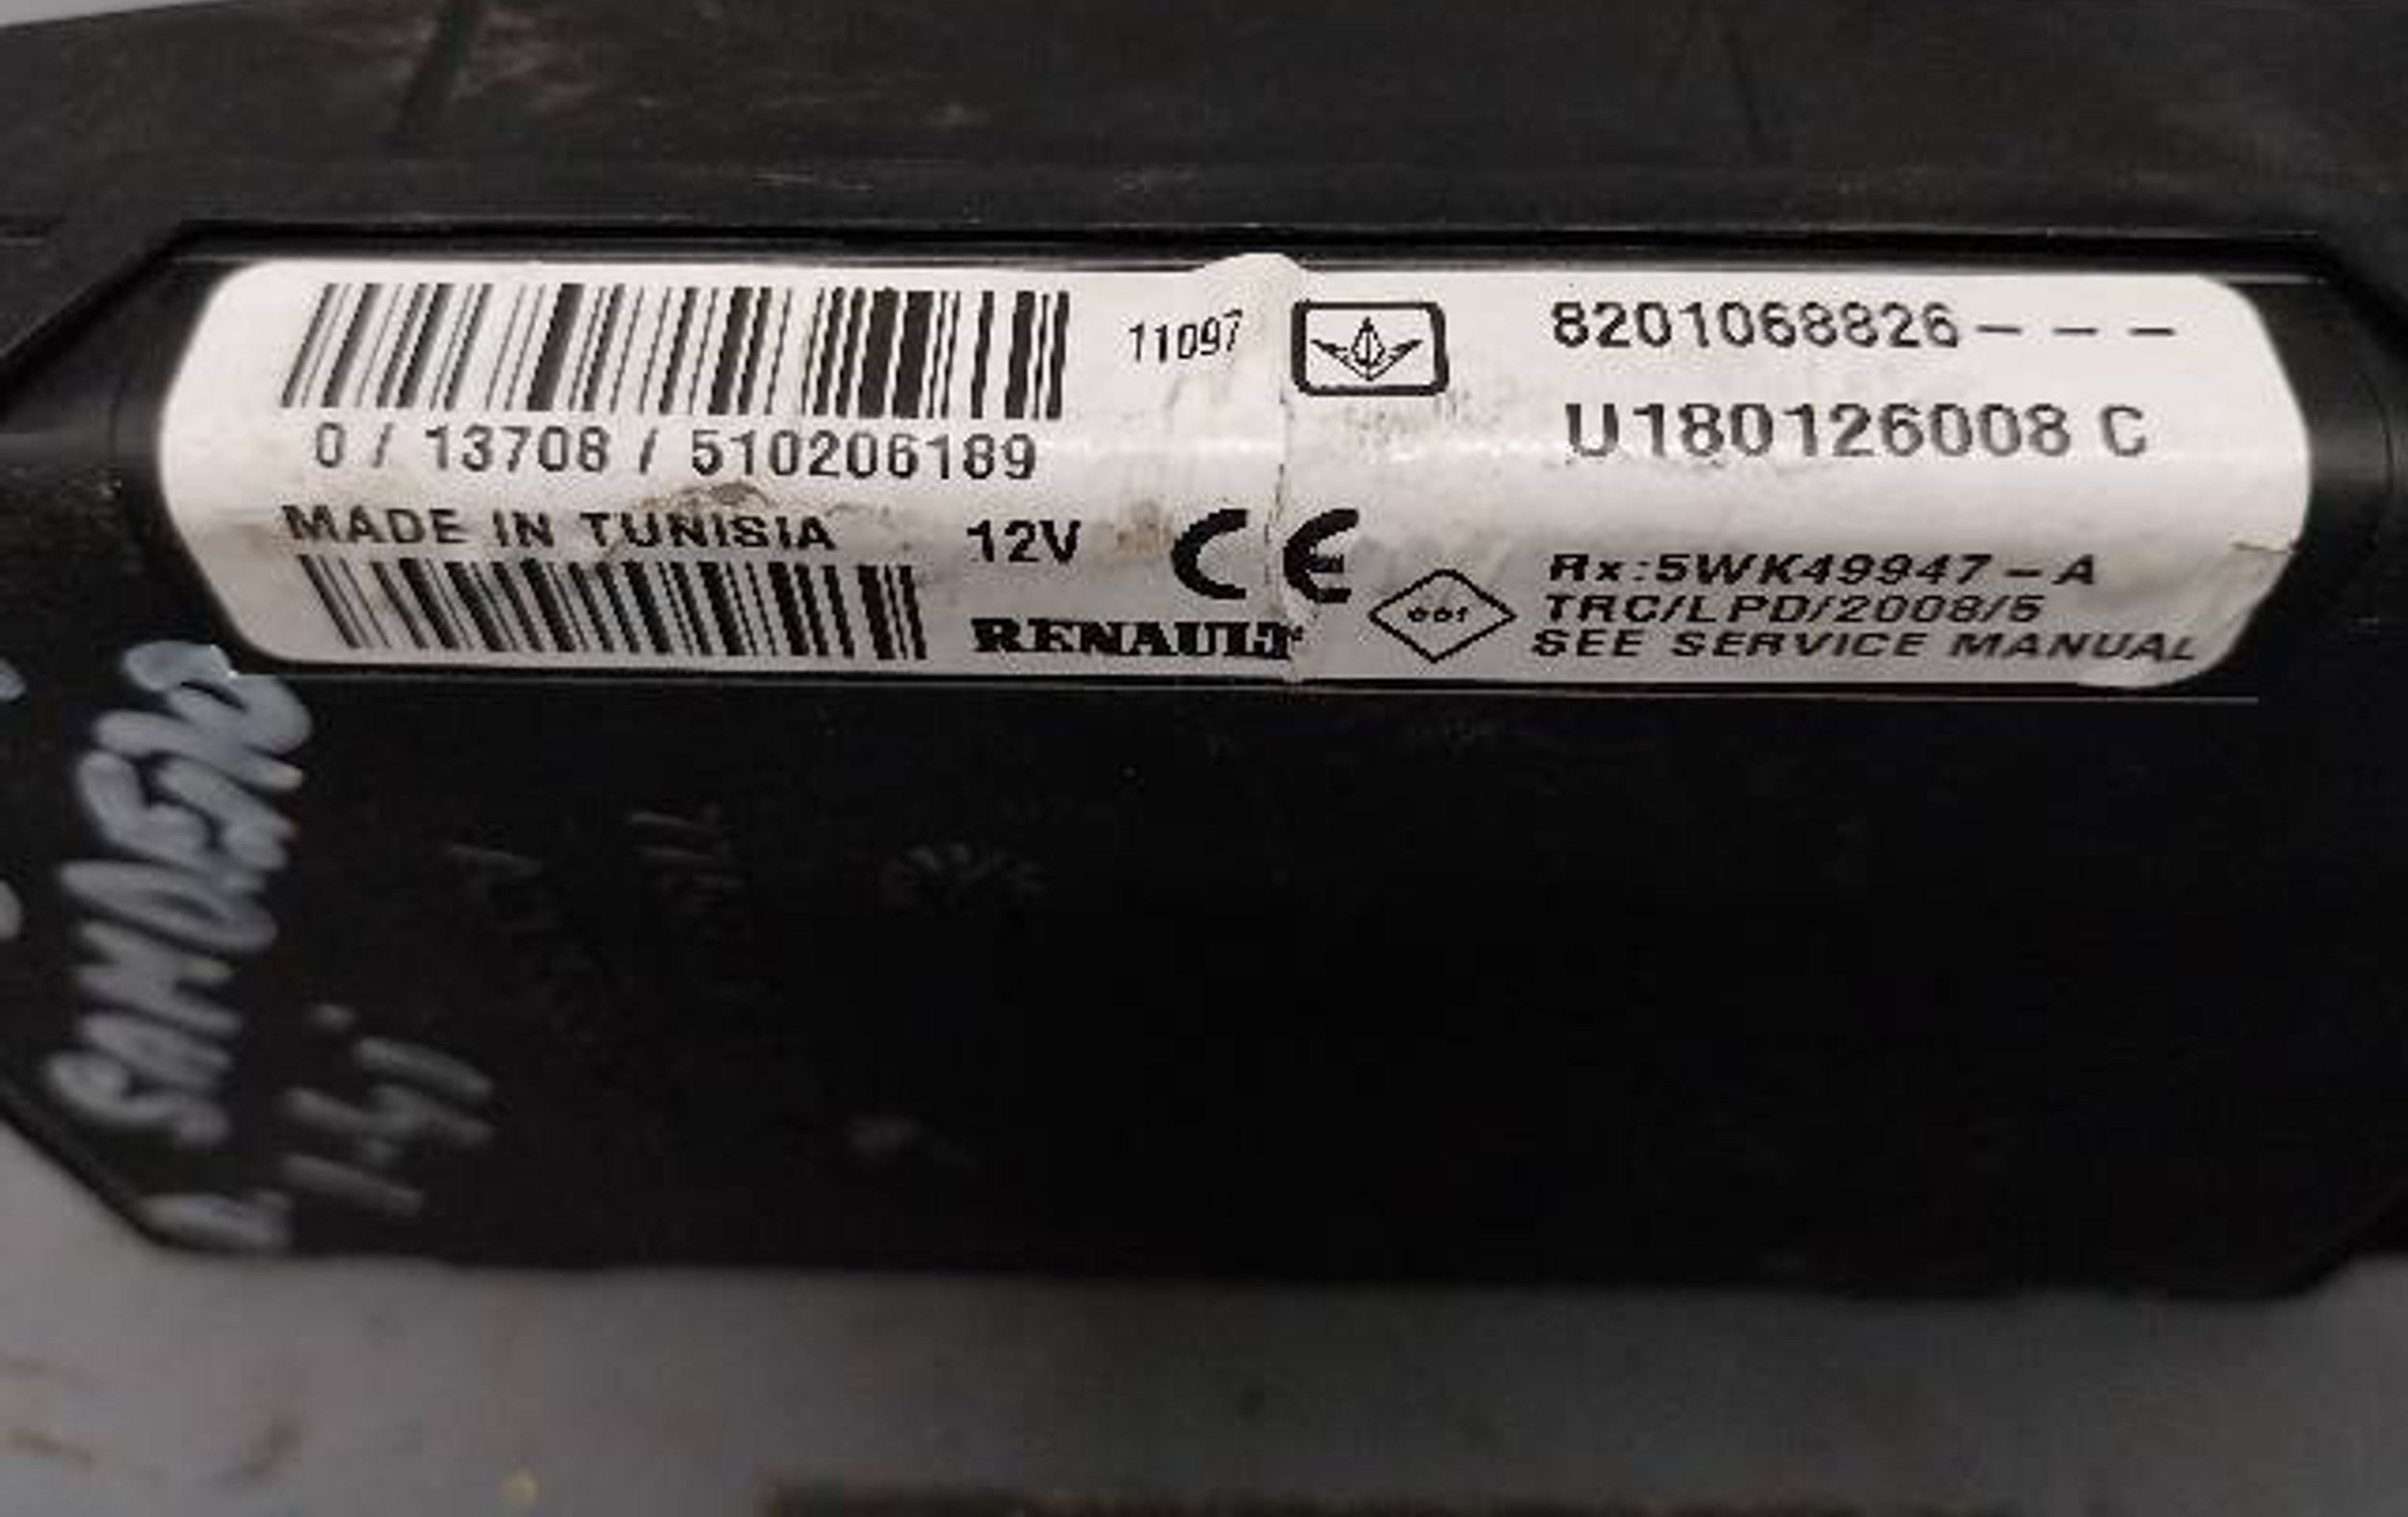 11097
8201068826---
0 / 13708 / 510206189
U180126008 C
MADE IN TUNISIA
12V
CE
Rx:5WK49947-A
TRC/LPD/2008/5
RENAULT
SEE SERVICE MANUAL